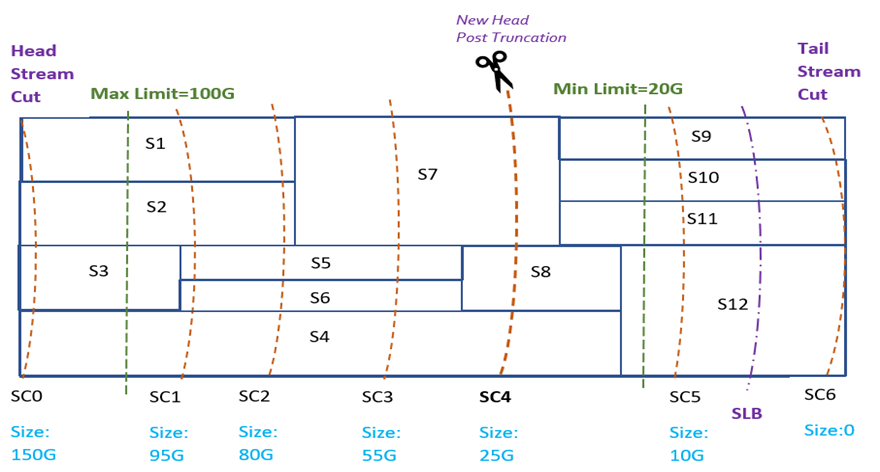 New Head
Post Truncation
Head
Stream
Cut
Tail
Stream
Cut
Max Limit=100G
Min Limit=20G
S1
S2
S3
S4
S5
S6
S7
S8
S9
S10
S11
S12
SC0
SC1
SC2
SC3
SC4
SC5
SC6
SLB
Size:
150G
Size:
95G
Size:
80G
Size:
55G
Size:
25G
Size:
10G
Size:0